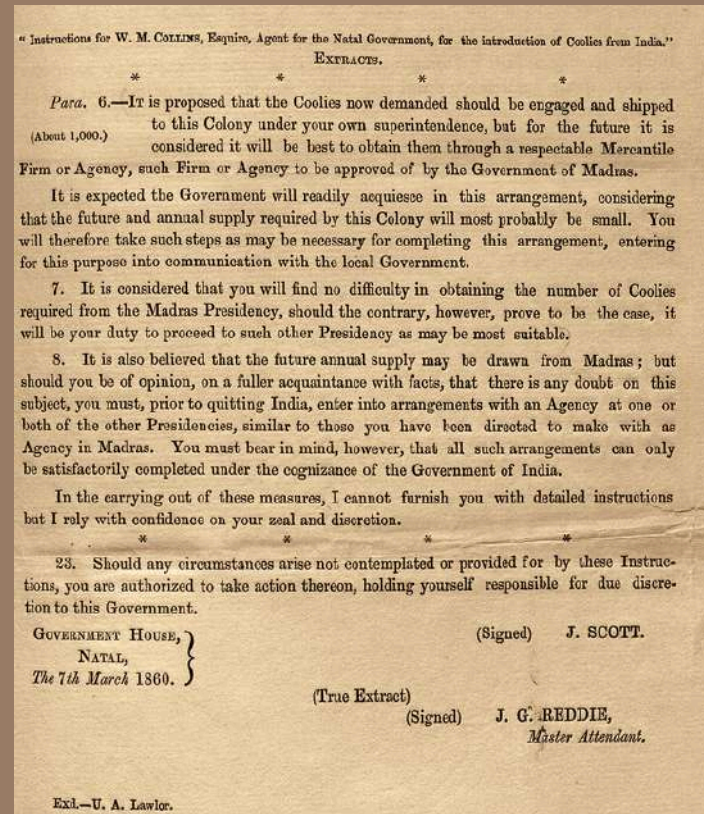 " Instructions for W. M. COLLINS, Esquire, Agent for the Natal Government, for the introduction of Coolies from India."
EXTRACTS.
* * * *
Para. 6.—IT is proposed that the Coolies now demanded should be engaged and shipped
(About 1,000.) to this Colony under your own superintendence, but for the future it is
considered it will be best to obtain them through a respectable Mercantile
Firm or Agency, such Firm or Agency to be approved of by the Government of Madras.
It is expected the Government will readily acquiesce in this arrangement, considering
that the future and annual supply required by this Colony will most probably be small. You
will therefore take such steps as may be necessary for completing this arrangement, entering
for this purpose into communication with the local Government.
7. It is considered that you will find no difficulty in obtaining the number of Coolies
required from the Madras Presidency, should the contrary, however, prove to be the case, it
will be your duty to proceed to such other Presidency as may be most suitable.
8. It is also believed that the future annual supply may be drawn from Madras ; but
should you be of opinion, on a fuller acquaintance with facts, that there is any doubt on this
subject, you must, prior to quitting India, enter into arrangements with an Agency at one or
both of the other Presidencies, similar to those you have been directed to make with as
Agency in Madras. You must bear in mind, however, that all such arrangements can only
be satisfactorily completed under the cognizance of the Government of India.
In the carrying out of these measures, I cannot furnish you with detailed instructions
but I rely with confidence on your zeal and discretion.
* * * *
23. Should any circumstances arise not contemplated or provided for by these Instruc-
tions, you are authorized to take action thereon, holding yourself responsible for due discre-
tion to this Government.
GOVERNMENT HOUSE, (Signed) J. SCOTT.
NATAL,
The 7th March 1860.
(True Extract)
(Signed) J. G. REDDIE,
Master Attendant.
Exd.—U. A. Lawlor.